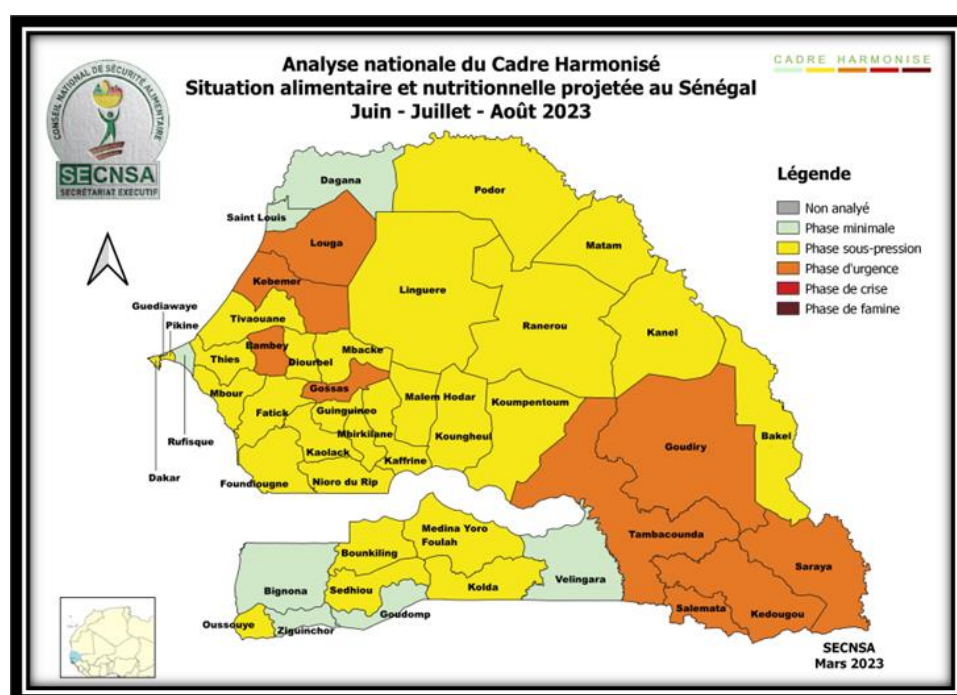 Analyse nationale du Cadre Harmonisé
Situation alimentaire et nutritionnelle projetée au Sénégal
Juin - Juillet - Août 2023
CADRE HARMONISE
CONSEIL NATIONAL DE SÉCURITÉ ALIMENTAIRE
SECNSA
SECRÉTARIAT EXECUTIF
Légende
Non analyé
Phase minimale
Phase sous-pression
Phase d'urgence
Phase de crise
Phase de famine
Dagana
Podor
Saint Louis
Louga
Matam
Kebemer
Linguere
Guediawaye
Ranerou
Kanel
Pikine
Tivaouane
Bambey
Mbacke
Thies
Diourbel
Gossas
Mbour
Malem Hodar
Koumpentoum
Fatick
Guinguineo
Bakel
Mbirkilane
Koungheul
Goudiry
Rufisque
Kaolack
Kaffrine
Dakar
Foundiougne
Nioro du Rip
Medina Yoro
Foulah
Tambacounda
Bounkiling
Saraya
Velingara
Bignona
Sedhiou
Kolda
Goudomp
Salemata
Kedougou
Oussouye
Ziguinchor
SECNSA
Mars 2023